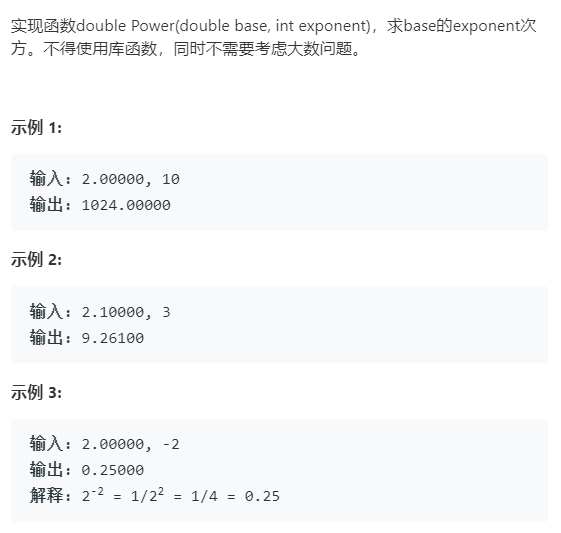 实现函数double Power(double base, int exponent)，求base的exponent次
方。不得使用库函数，同时不需要考虑大数问题。
示例 1:
输入: 2.00000, 10
输出: 1024.00000
示例 2:
输入: 2.10000, 3
输出: 9.26100
示例 3:
输入: 2.00000, -2
输出: 0.25000
解释: 2⁻² = 1/2² = 1/4 = 0.25